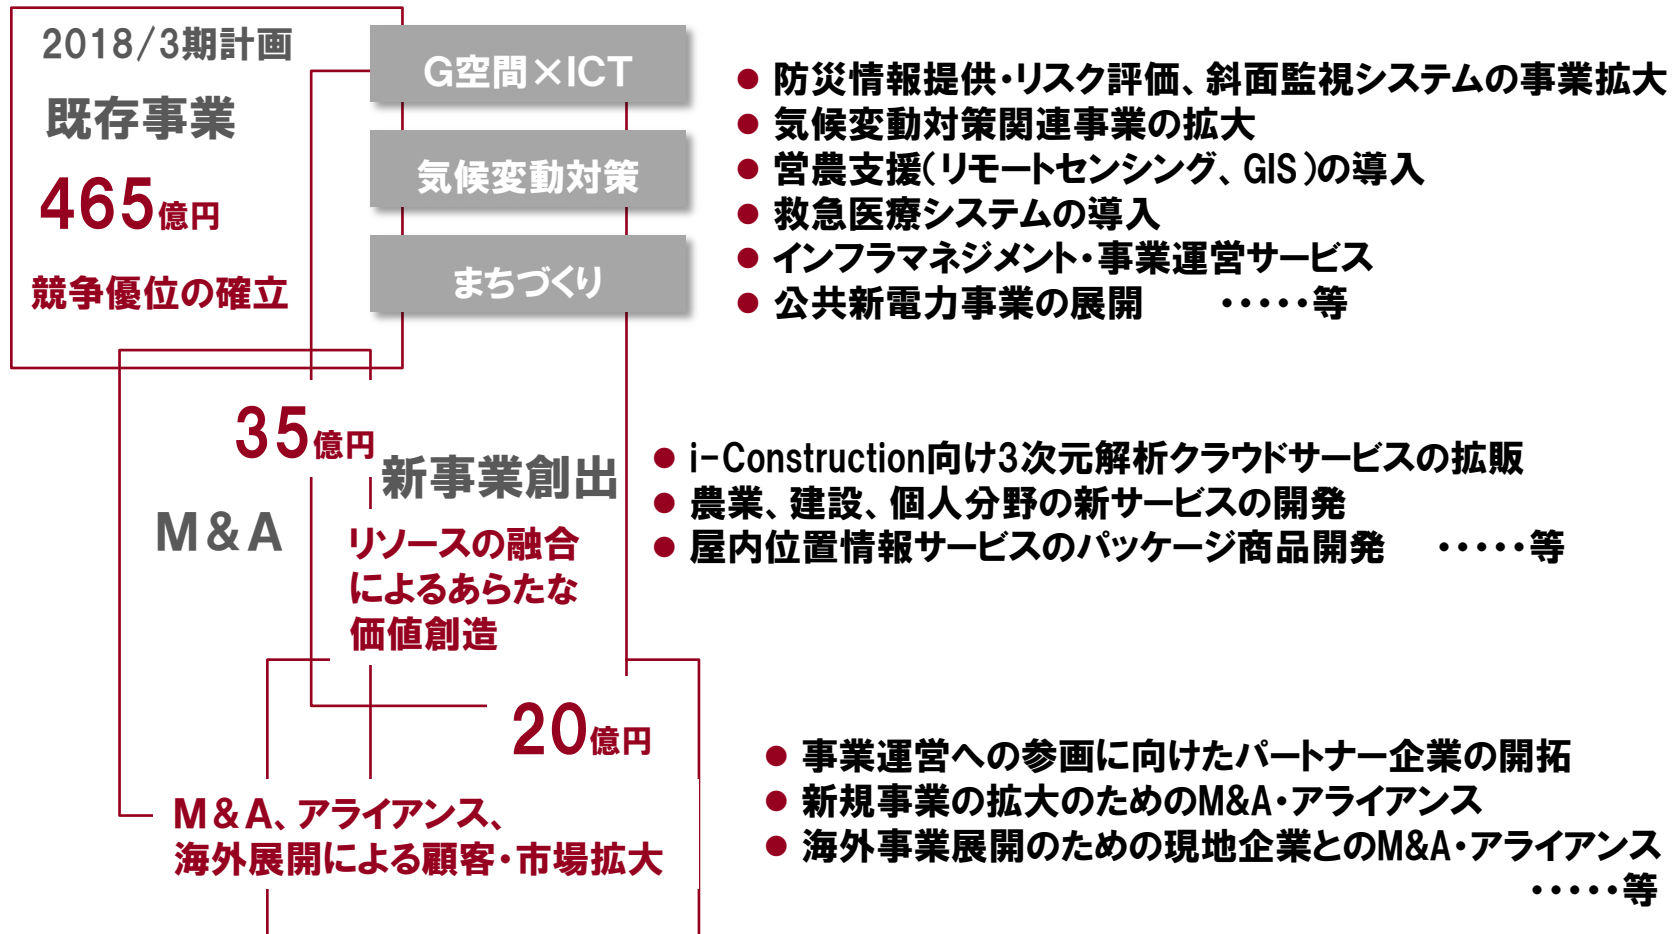 2018/3期計画
既存事業
465億円
競争優位の確立
G空間×ICT
気候変動対策
まちづくり
● 防災情報提供・リスク評価、斜面監視システムの事業拡大
● 気候変動対策関連事業の拡大
● 営農支援(リモートセンシング、GIS)の導入
● 救急医療システムの導入
● インフラマネジメント・事業運営サービス
● 公共新電力事業の展開 ・・・・・等
35億円
新事業創出
M&A
リソースの融合
によるあらたな
価値創造
● i-Construction向け3次元解析クラウドサービスの拡販
● 農業、建設、個人分野の新サービスの開発
● 屋内位置情報サービスのパッケージ商品開発 ・・・・・等
20億円
M&A、アライアンス、
海外展開による顧客・市場拡大
● 事業運営への参画に向けたパートナー企業の開拓
● 新規事業の拡大のためのM&A・アライアンス
● 海外事業展開のための現地企業とのM&A・アライアンス
・・・・・等